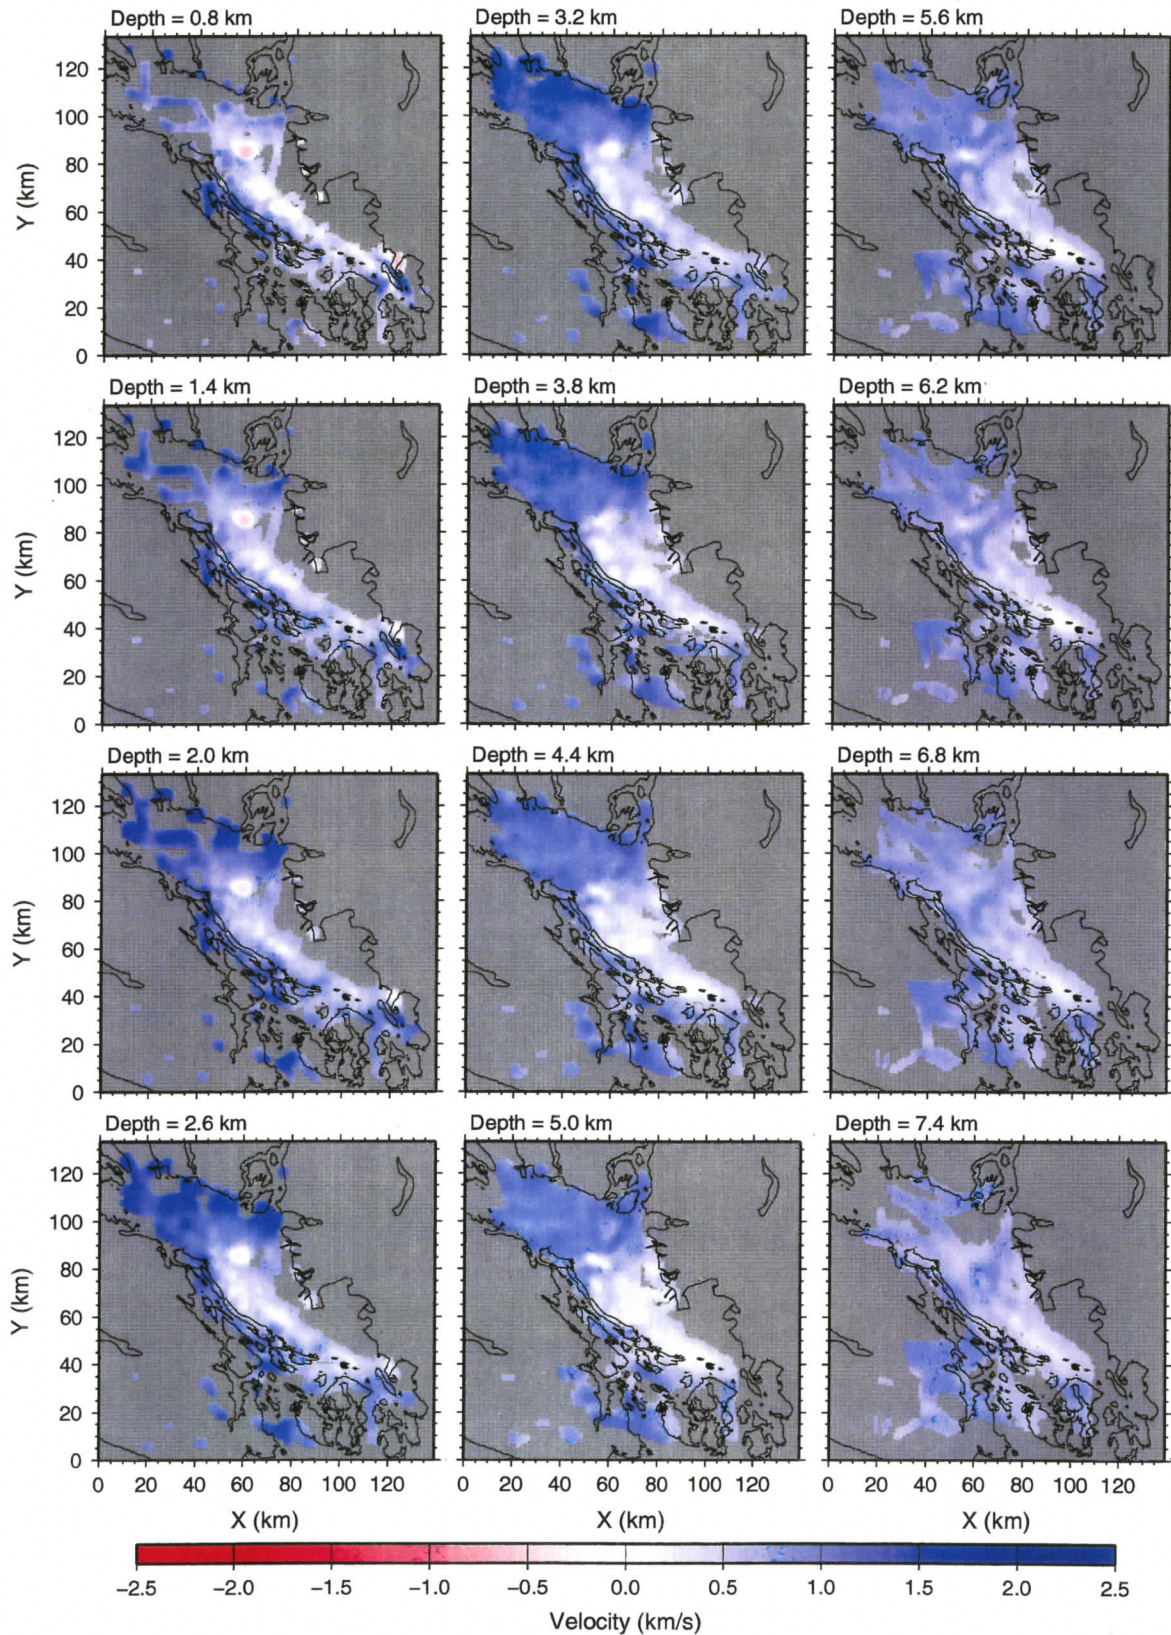 Depth = 0.8 km Depth = 3.2 km Depth = 5.6 km
120
100
80
60
40
20
0
Y (km)
Depth = 1.4 km Depth = 3.8 km Depth = 6.2 km
120
100
80
60
40
20
0
Y (km)
Depth = 2.0 km Depth = 4.4 km Depth = 6.8 km
120
100
80
60
40
20
0
Y (km)
Depth = 2.6 km Depth = 5.0 km Depth = 7.4 km
120
100
80
60
40
20
0
Y (km)
0 20 40 60 80 100 120 0 20 40 60 80 100 120 0 20 40 60 80 100 120
X (km) X (km) X (km)
−2.5 −2.0 −1.5 −1.0 −0.5 0.0 0.5 1.0 1.5 2.0 2.5
Velocity (km/s)